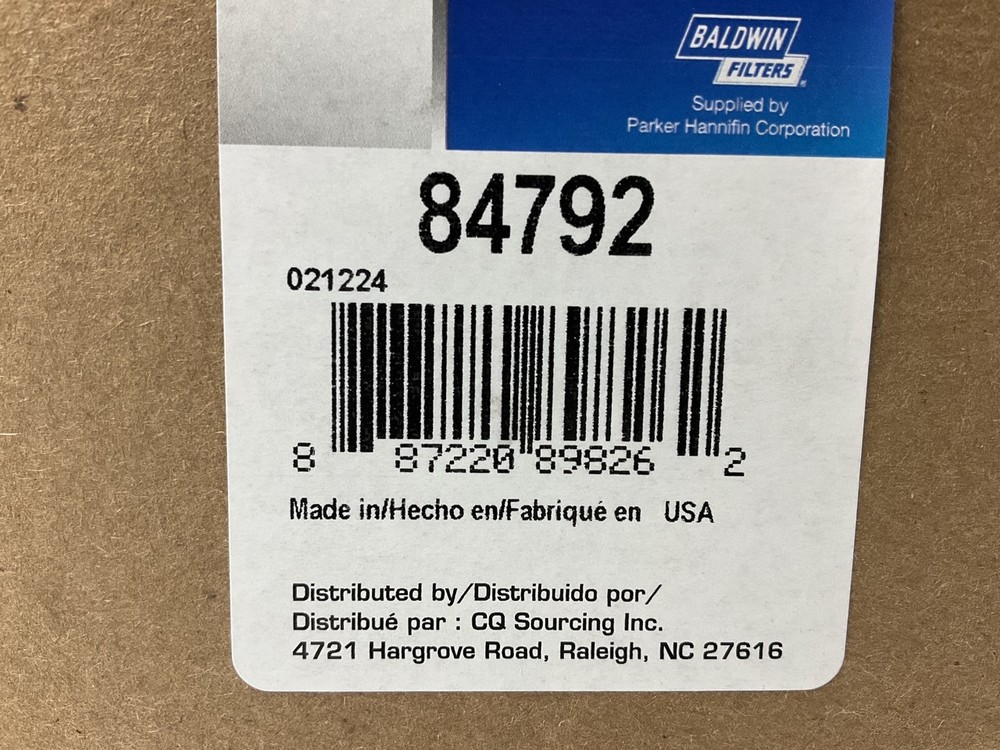 BALDWIN
FILTERS
Supplied by
Parker Hannifin Corporation
84792
021224
8 87220 89826 2
Made in/Hecho en/Fabriqué en USA
Distributed by/Distribuido por/
Distribué par : CQ Sourcing Inc.
4721 Hargrove Road, Raleigh, NC 27616